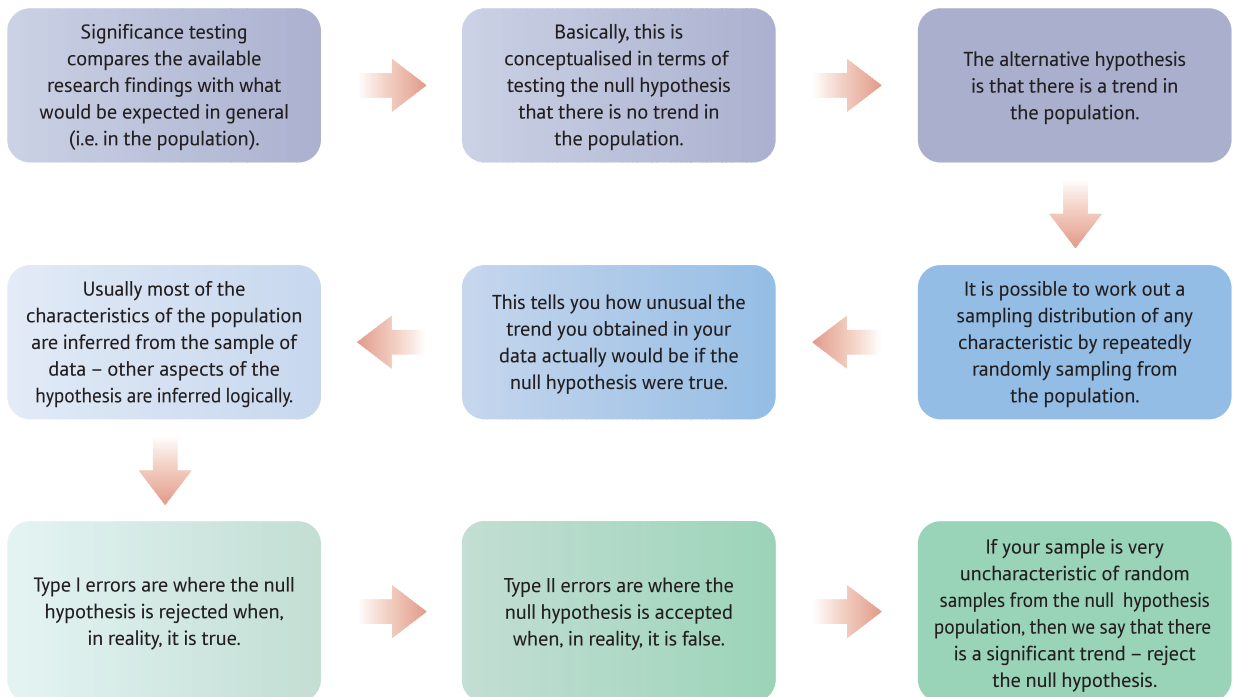 Significance testing
compares the available
research findings with what
would be expected in general
(i.e. in the population).
Basically, this is
conceptualised in terms of
testing the null hypothesis
that there is no trend in
the population.
The alternative hypothesis
is that there is a trend in
the population.
It is possible to work out a
sampling distribution of any
characteristic by repeatedly
randomly sampling from
the population.
This tells you how unusual the
trend you obtained in your
data actually would be if the
null hypothesis were true.
Usually most of the
characteristics of the population
are inferred from the sample of
data – other aspects of the
hypothesis are inferred logically.
Type I errors are where the null
hypothesis is rejected when,
in reality, it is true.
Type II errors are where the
null hypothesis is accepted
when, in reality, it is false.
If your sample is very
uncharacteristic of random
samples from the null hypothesis
population, then we say that there
is a significant trend – reject
the null hypothesis.